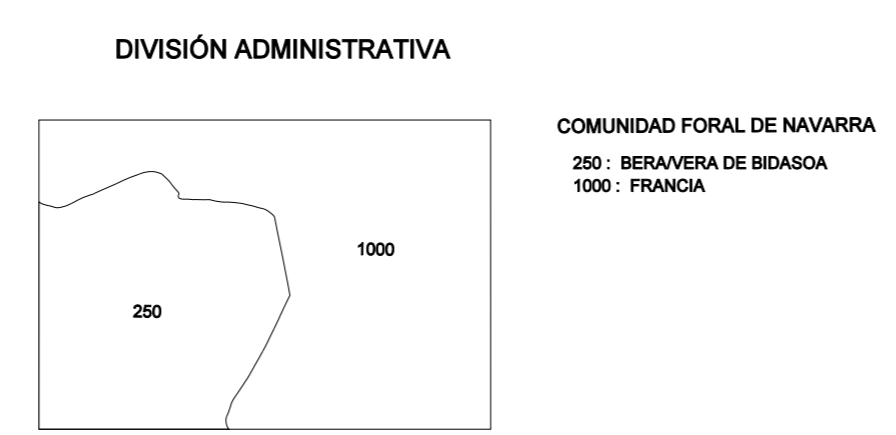 DIVISIÓN ADMINISTRATIVA
COMUNIDAD FORAL DE NAVARRA
250 : BERA/VERA DE BIDASOA
1000 : FRANCIA
1000
250